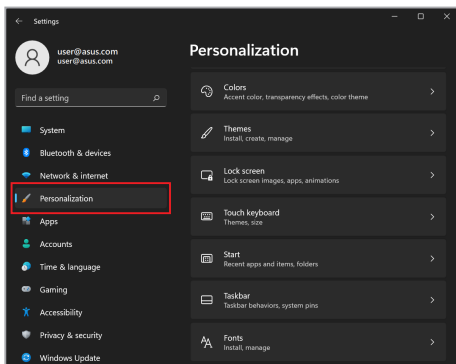 Settings
user@asus.com
user@asus.com
Find a setting
System
Bluetooth & devices
Network & internet
Personalization
Apps
Accounts
Time & language
Gaming
Accessibility
Privacy & security
Windows Update
Personalization
Colors
Accent color, transparency effects, color theme
Themes
Install, create, manage
Lock screen
Lock screen images, apps, animations
Touch keyboard
Themes, size
Start
Recent apps and items, folders
Taskbar
Taskbar behaviors, system pins
Fonts
Install, manage